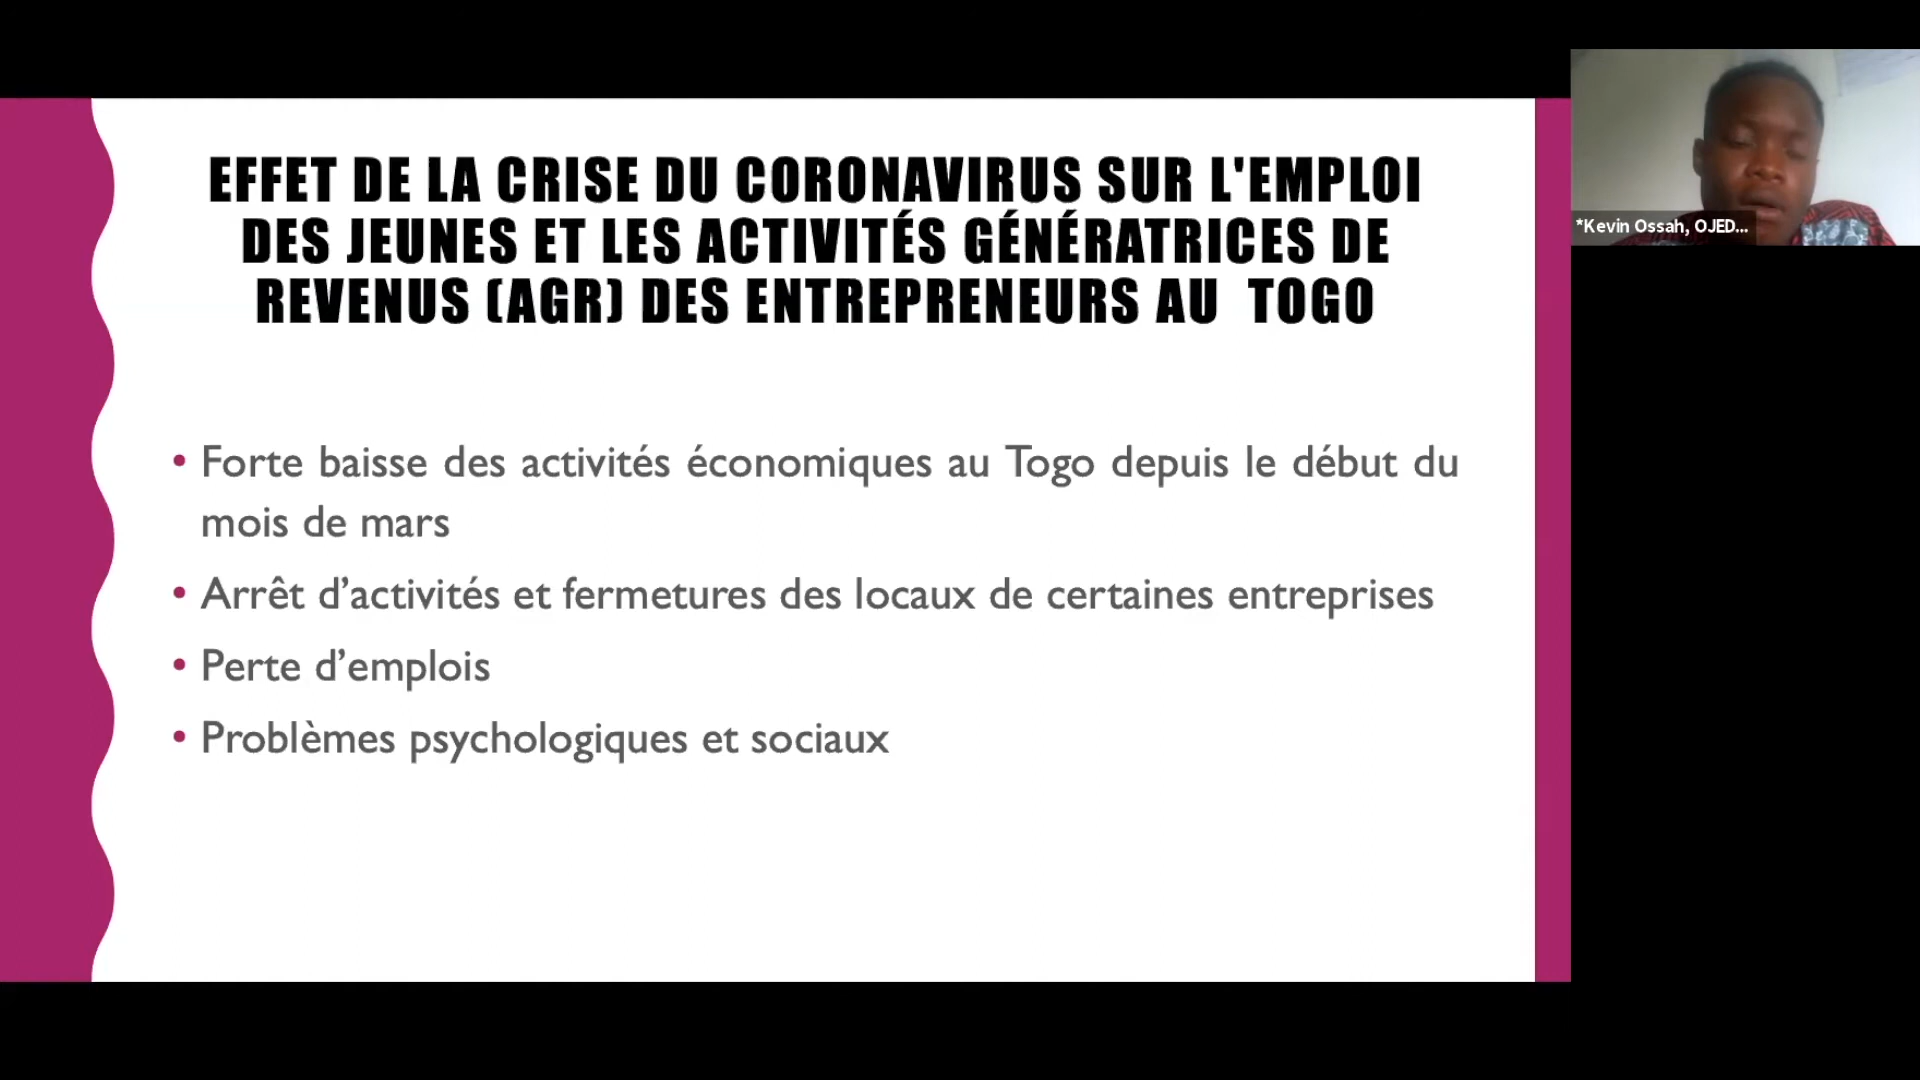 EFFET DE LA CRISE DU CORONAVIRUS SUR L'EMPLOI
DES JEUNES ET LES ACTIVITÉS GÉNÉRATRICES DE
REVENUS (AGR) DES ENTREPRENEURS AU TOGO
• Forte baisse des activités économiques au Togo depuis le début du
mois de mars
• Arrêt d’activités et fermetures des locaux de certaines entreprises
• Perte d’emplois
• Problèmes psychologiques et sociaux
*Kevin Ossah, OJED...